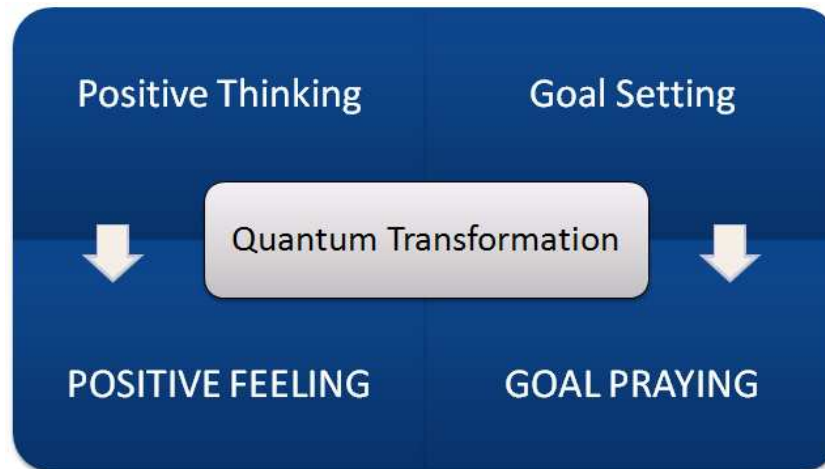 Positive Thinking
Goal Setting
Quantum Transformation
POSITIVE FEELING
GOAL PRAYING